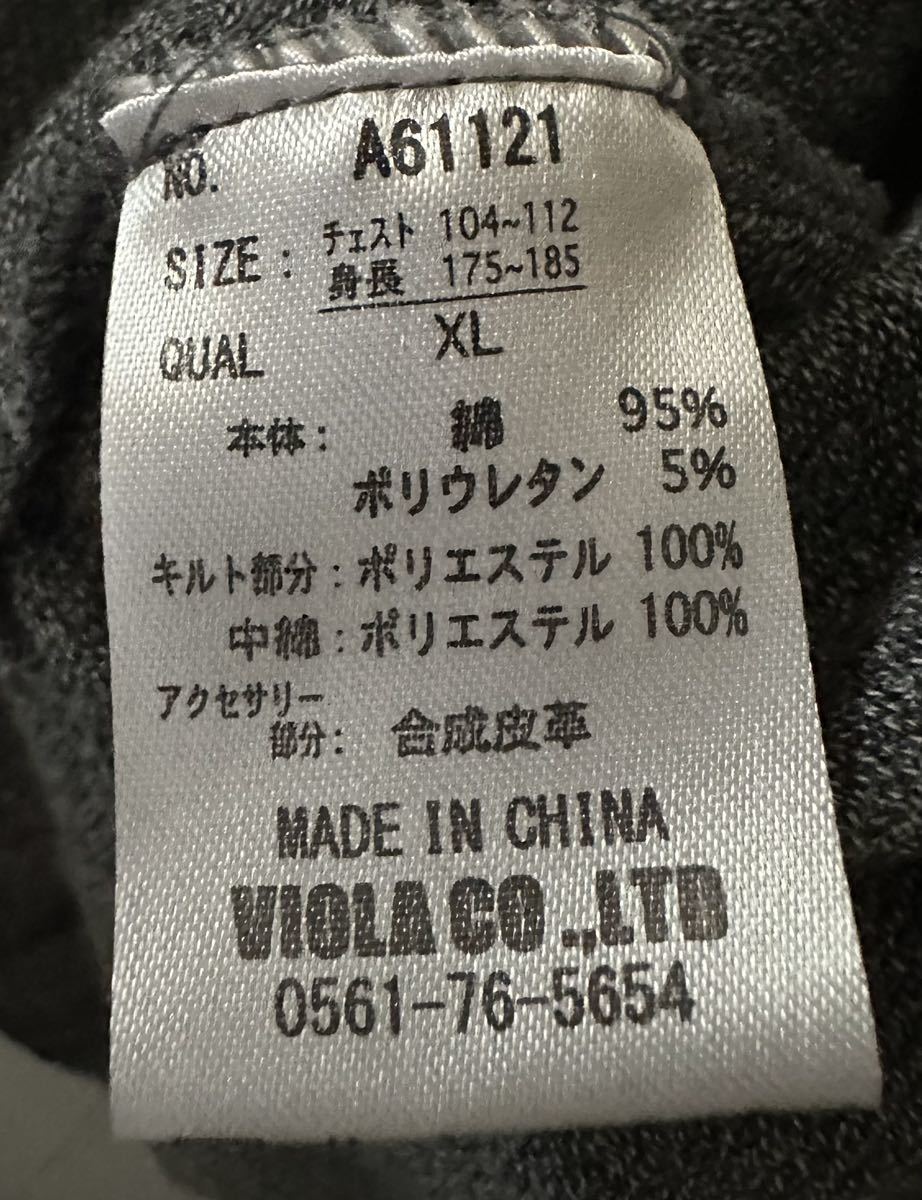 NO. A61121
SIZE : チェスト 104~112
身長 175~185
XL
QUAL
本体: 綿 95%
ポリウレタン 5%
キルト部分: ポリエステル 100%
中綿: ポリエステル 100%
アクセサリー
部分: 合成皮革
MADE IN CHINA
VIOLA CO.,LTD
0561-76-5654